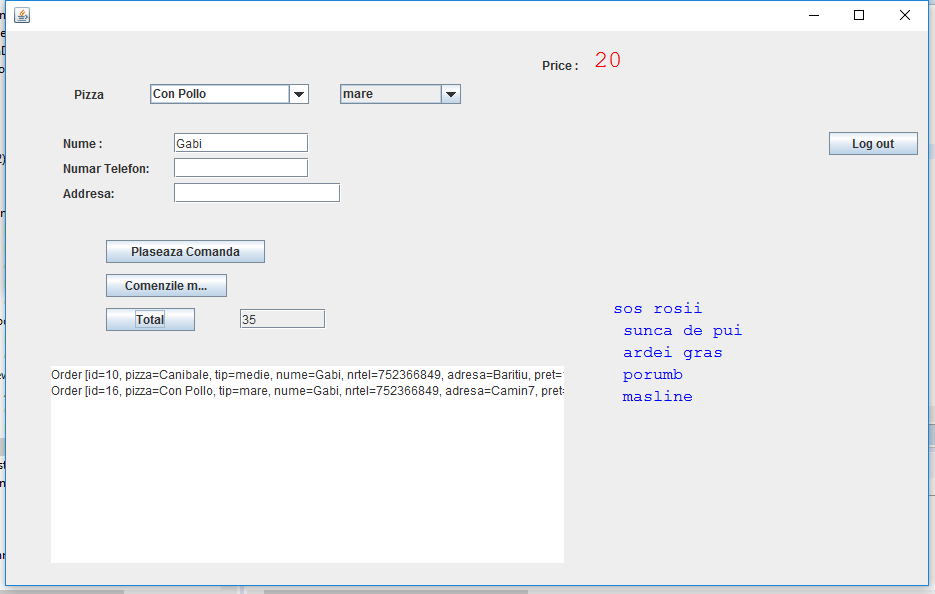 Price : 20
Pizza Con Pollo mare
Nume : Gabi
Log out
Numar Telefon:
Addresa:
Plaseaza Comanda
Comenzile m...
Total 35
sos rosii
sunca de pui
ardei gras
porumb
masline
Order [id=10, pizza=Canibale, tip=medie, nume=Gabi, nrtel=752366849, adresa=Baritiu, pret=
Order [id=16, pizza=Con Pollo, tip=mare, nume=Gabi, nrtel=752366849, adresa=Camin7, pret=